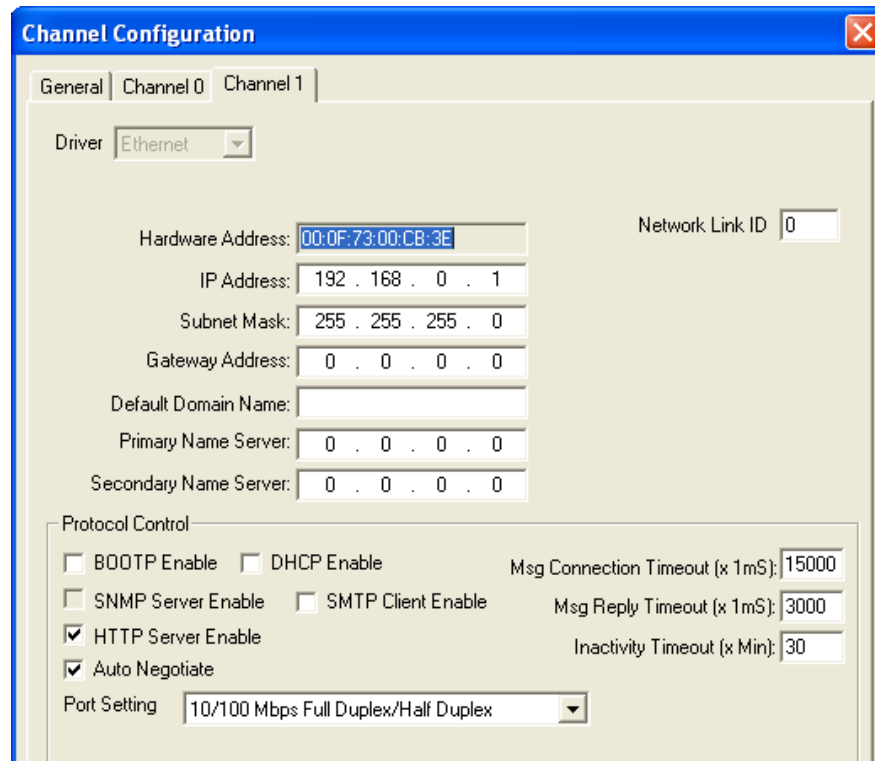 Channel Configuration
General Channel 0 Channel 1
Driver Ethernet
Network Link ID 0
Hardware Address: 00:0F:73:00:CB:3E
IP Address: 192 . 168 . 0 . 1
Subnet Mask: 255 . 255 . 255 . 0
Gateway Address: 0 . 0 . 0 . 0
Default Domain Name:
Primary Name Server: 0 . 0 . 0 . 0
Secondary Name Server: 0 . 0 . 0 . 0
Protocol Control
BOOTP Enable DHCP Enable Msg Connection Timeout (x 1mS): 15000
SNMP Server Enable SMTP Client Enable Msg Reply Timeout (x 1mS): 3000
HTTP Server Enable Inactivity Timeout (x Min): 30
Auto Negotiate
Port Setting 10/100 Mbps Full Duplex/Half Duplex